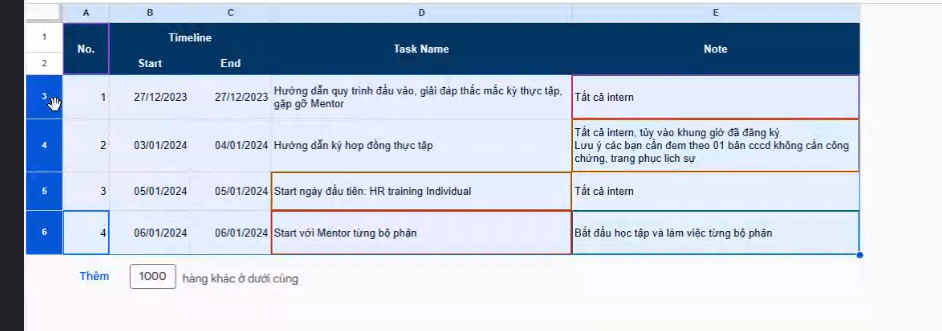 A B C D E
1 No. Timeline Task Name Note
2 Start End
3 1 27/12/2023 27/12/2023 Hướng dẫn quy trình đầu vào, giải đáp thắc mắc kỳ thực tập, Tất cả intern
gặp gỡ Mentor
4 2 03/01/2024 04/01/2024 Hướng dẫn ký hợp đồng thực tập Tất cả intern, tùy vào khung giờ đã đăng ký.
Lưu ý các bạn cần đem theo 01 bản cccd không cần công
chứng, trang phục lịch sự
5 3 05/01/2024 05/01/2024 Start ngày đầu tiên: HR training Individual Tất cả intern
6 4 06/01/2024 06/01/2024 Start với Mentor từng bộ phận Bắt đầu học tập và làm việc từng bộ phận
Thêm 1000 hàng khác ở dưới cùng